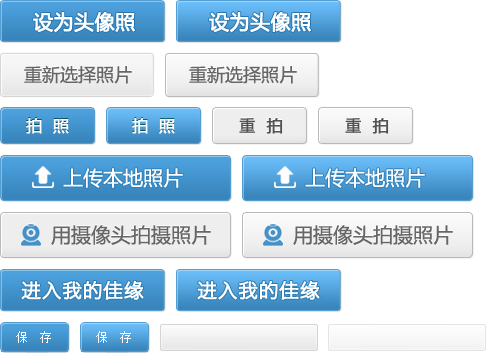 设为头像照 设为头像照
重新选择照片 重新选择照片
拍 照 拍 照 重 拍 重 拍
上传本地照片 上传本地照片
用摄像头拍摄照片 用摄像头拍摄照片
进入我的佳缘 进入我的佳缘
保 存 保 存